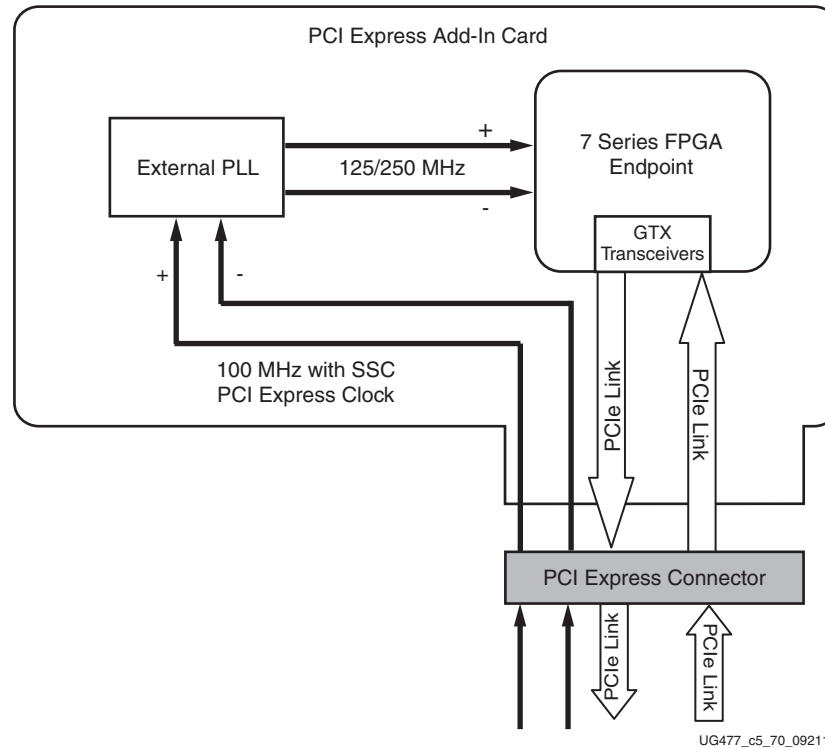 PCI Express Add-In Card
External PLL
+
125/250 MHz
-
7 Series FPGA
Endpoint
GTX
Transceivers
+
-
100 MHz with SSC
PCI Express Clock
PCIe Link
PCIe Link
PCI Express Connector
PCIe Link
PCIe Link